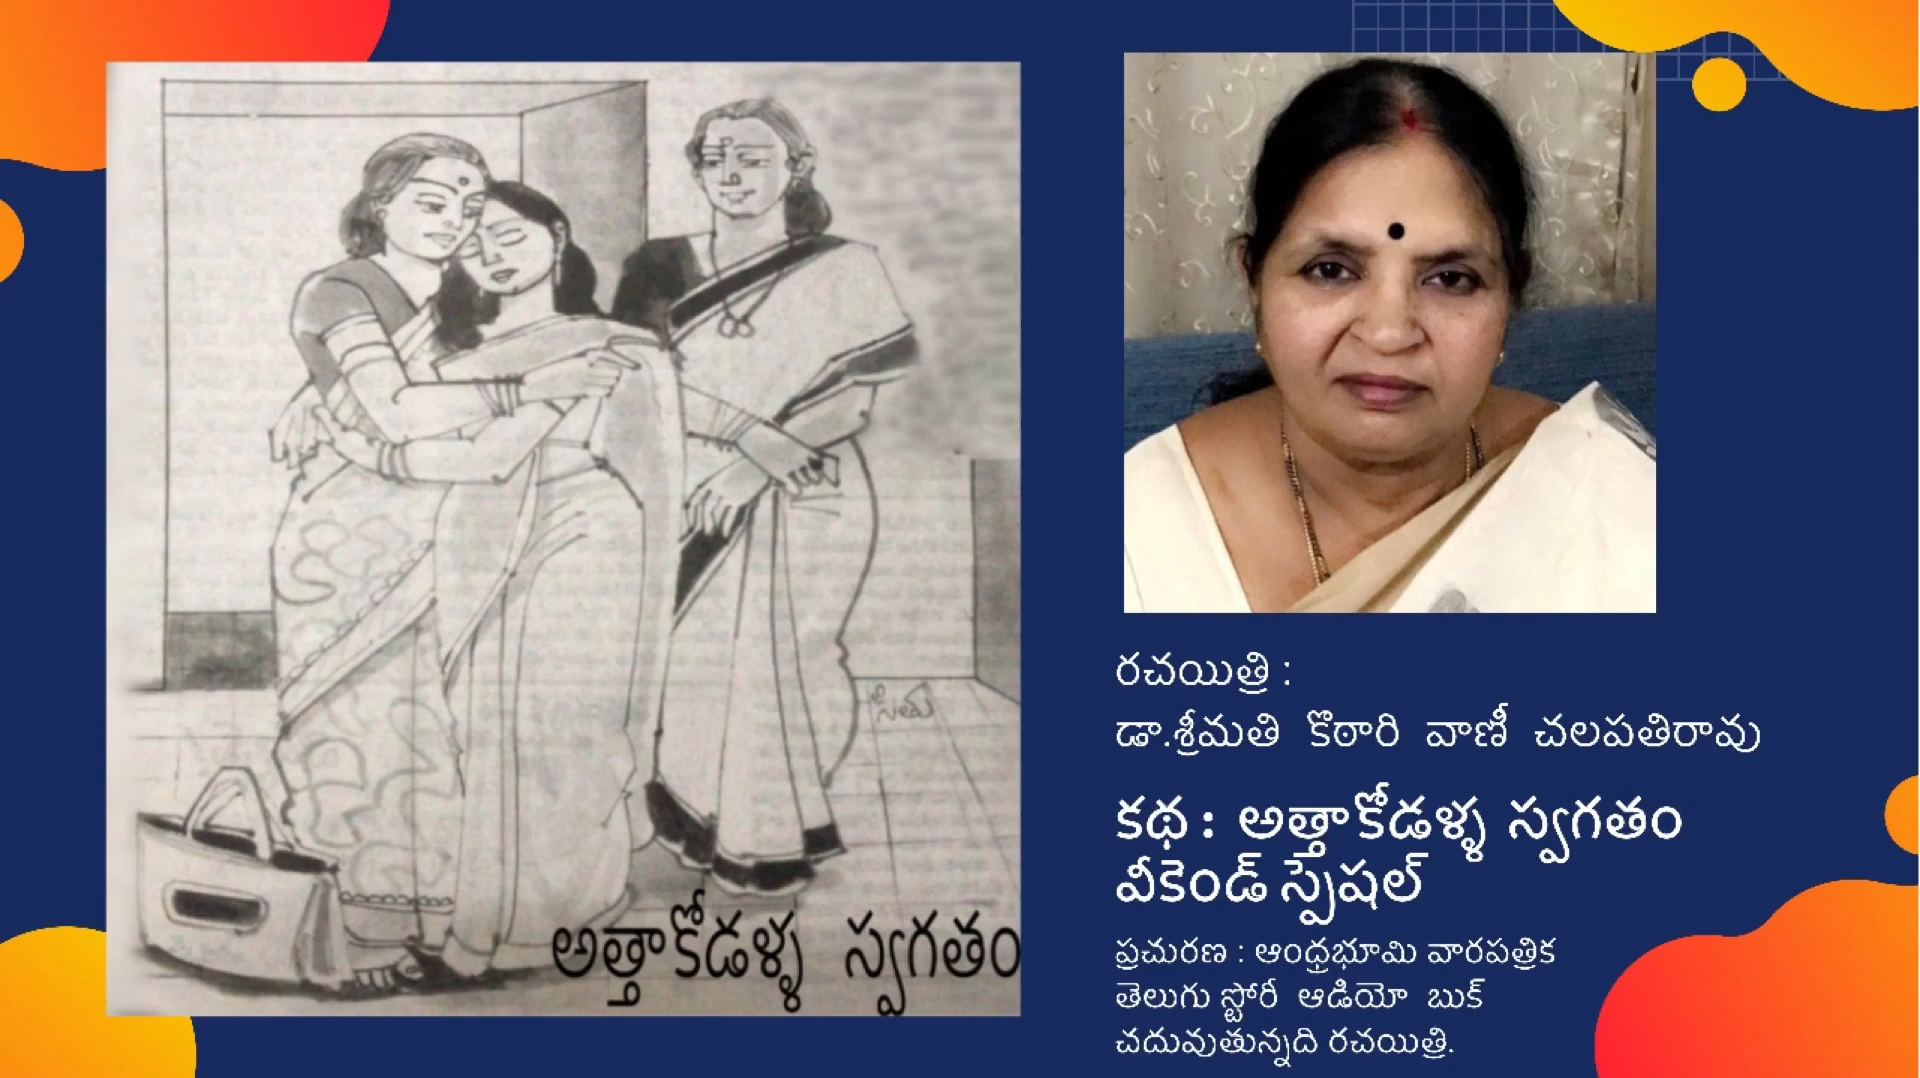 సీతు
అత్తాకోడళ్ళ స్వగతం
రచయిత్రి :
డా.శ్రీమతి కొఠారి వాణీ చలపతిరావు
కథ : అత్తాకోడళ్ళ స్వగతం
వీకెండ్ స్పెషల్
ప్రచురణ : ఆంధ్రభూమి వారపత్రిక
తెలుగు స్టోరీ ఆడియో బుక్
చదువుతున్నది రచయిత్రి.